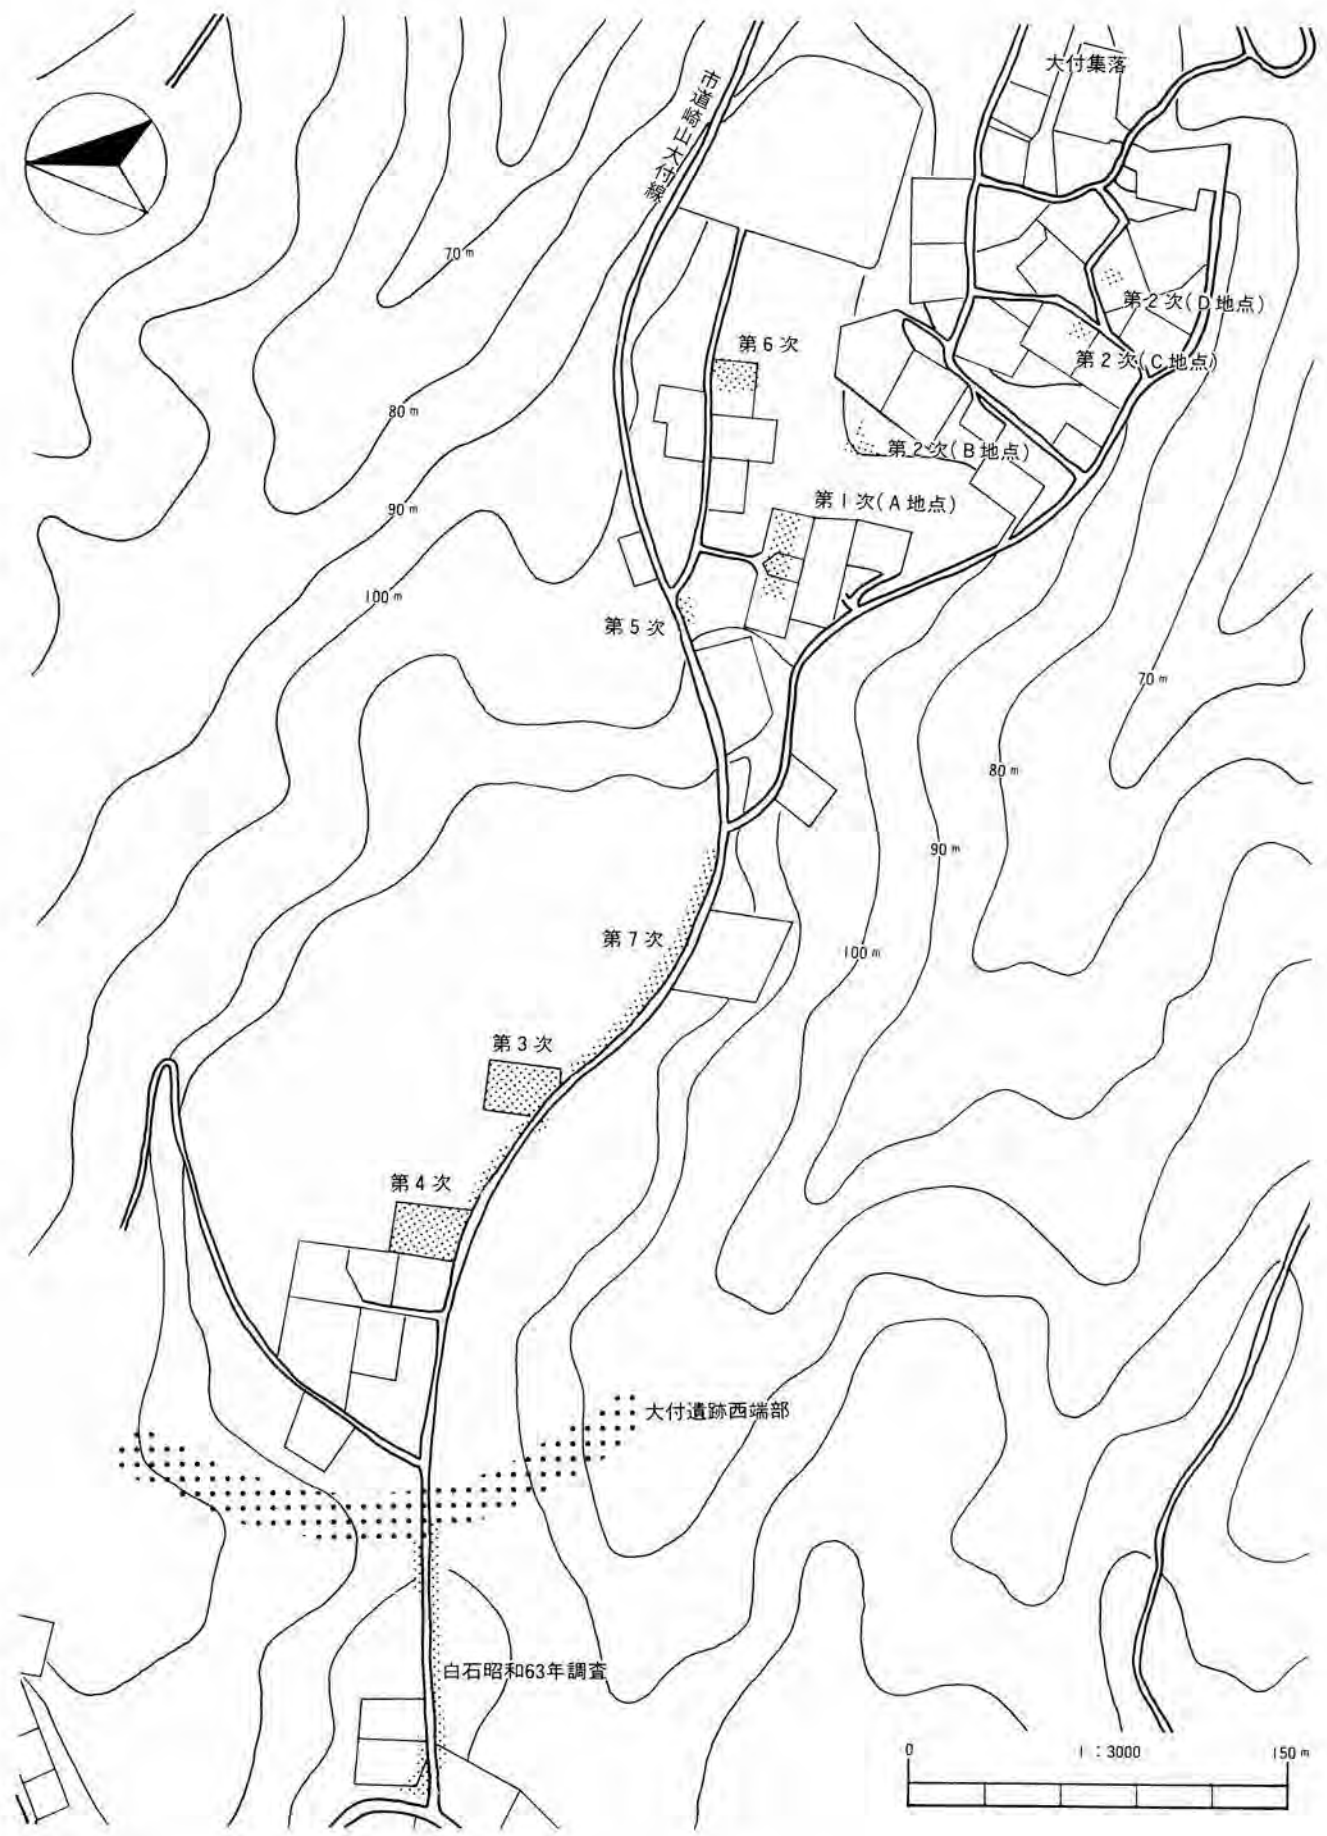 大付集落
市道崎山大付線
70m
第2次(D地点)
第6次
第2次(C地点)
80m
第2次(B地点)
90m
第1次(A地点)
100m
第5次
70m
80m
90m
第7次
100m
第3次
第4次
大付遺跡西端部
白石昭和63年調査
0
1:3000
150m